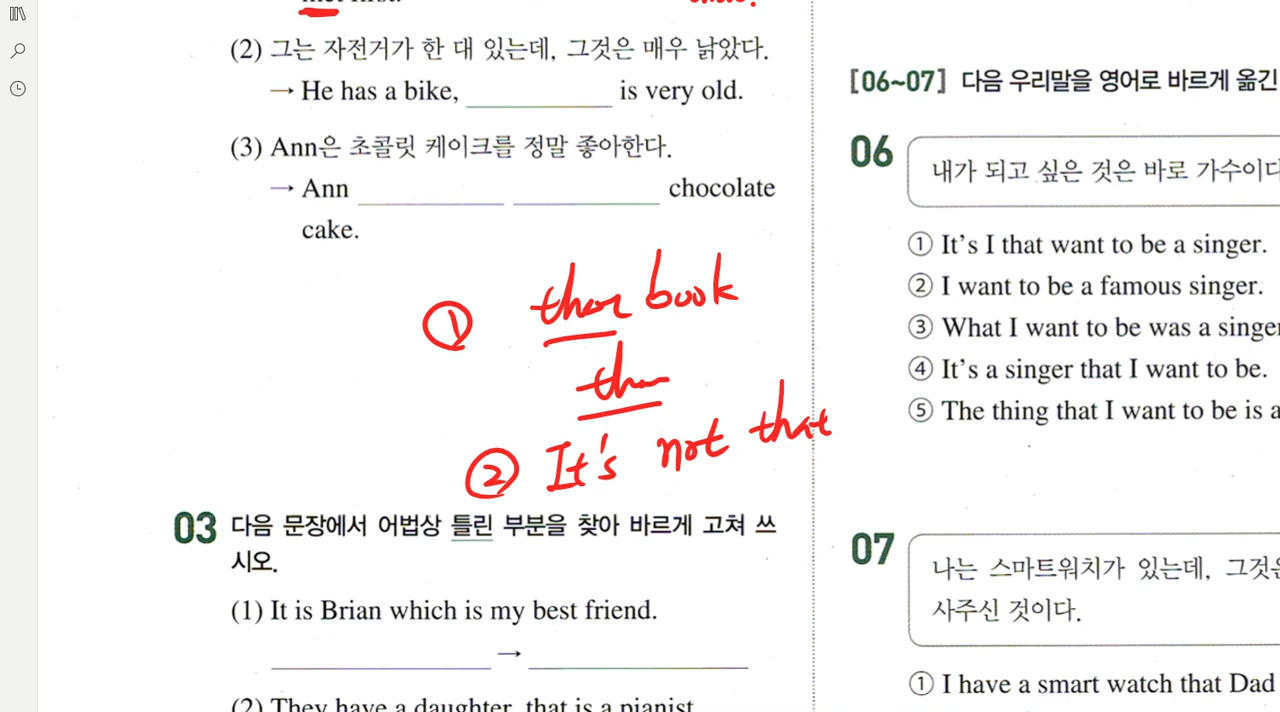 (2) 그는 자전거가 한 대 있는데, 그것은 매우 낡았다.
→ He has a bike, ____________ is very old.
(3) Ann은 초콜릿 케이크를 정말 좋아한다.
→ Ann ____________ ____________ chocolate
cake.
① book
② It's not that
03 다음 문장에서 어법상 틀린 부분을 찾아 바르게 고쳐 쓰
시오.
(1) It is Brian which is my best friend.
____________ → ____________
(2) They have a daughter, that is a pianist.
[06~07] 다음 우리말을 영어로 바르게 옮긴
06
내가 되고 싶은 것은 바로 가수이다
① It's I that want to be a singer.
② I want to be a famous singer.
③ What I want to be was a singer
④ It's a singer that I want to be.
⑤ The thing that I want to be is a
07
나는 스마트워치가 있는데, 그것은
사주신 것이다.
① I have a smart watch that Dad